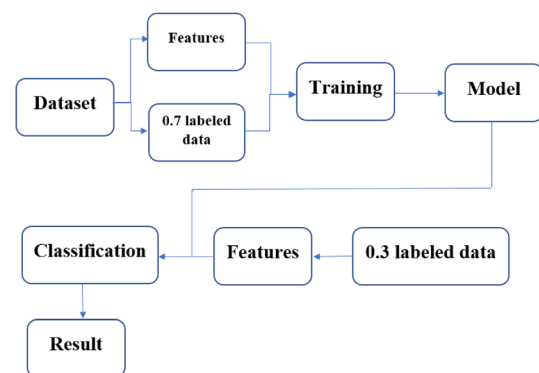 Features
Dataset
0.7 labeled
data
Training
Model
Classification
Features
0.3 labeled data
Result